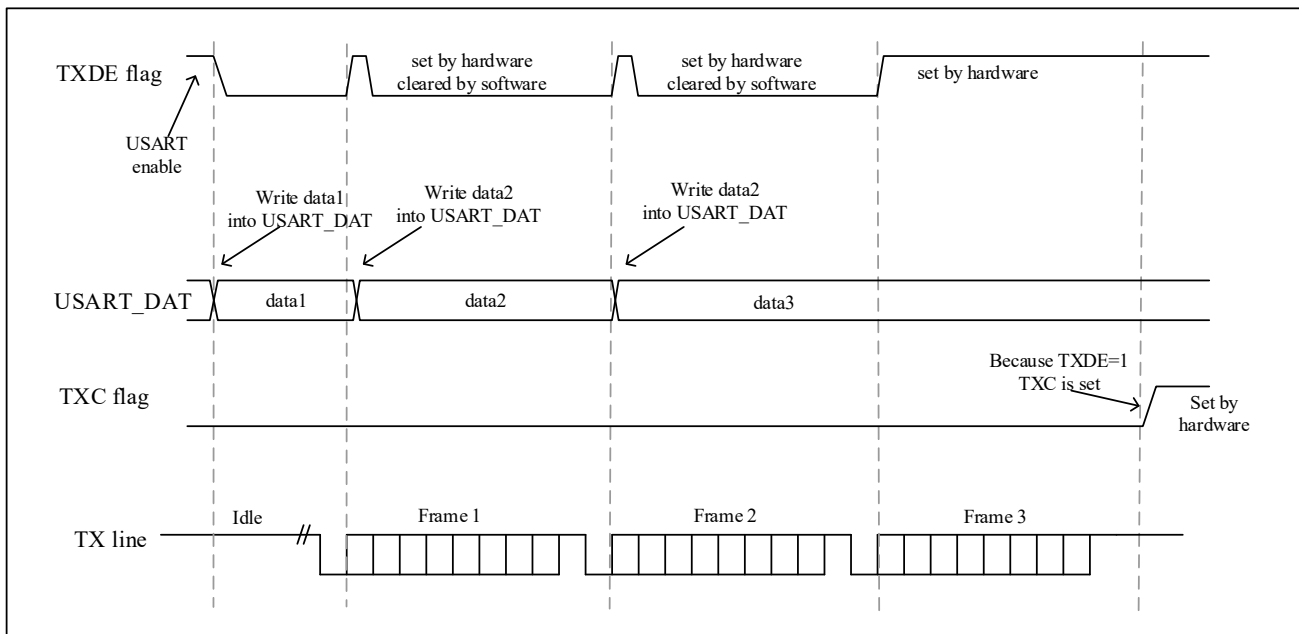 TXDE flag
set by hardware
cleared by software
set by hardware
cleared by software
set by hardware
USART
enable
Write data1
into USART_DAT
Write data2
into USART_DAT
Write data2
into USART_DAT
USART_DAT
data1
data2
data3
Because TXDE=1
TXC is set
TXC flag
Set by
hardware
Idle
Frame 1
Frame 2
Frame 3
TX line